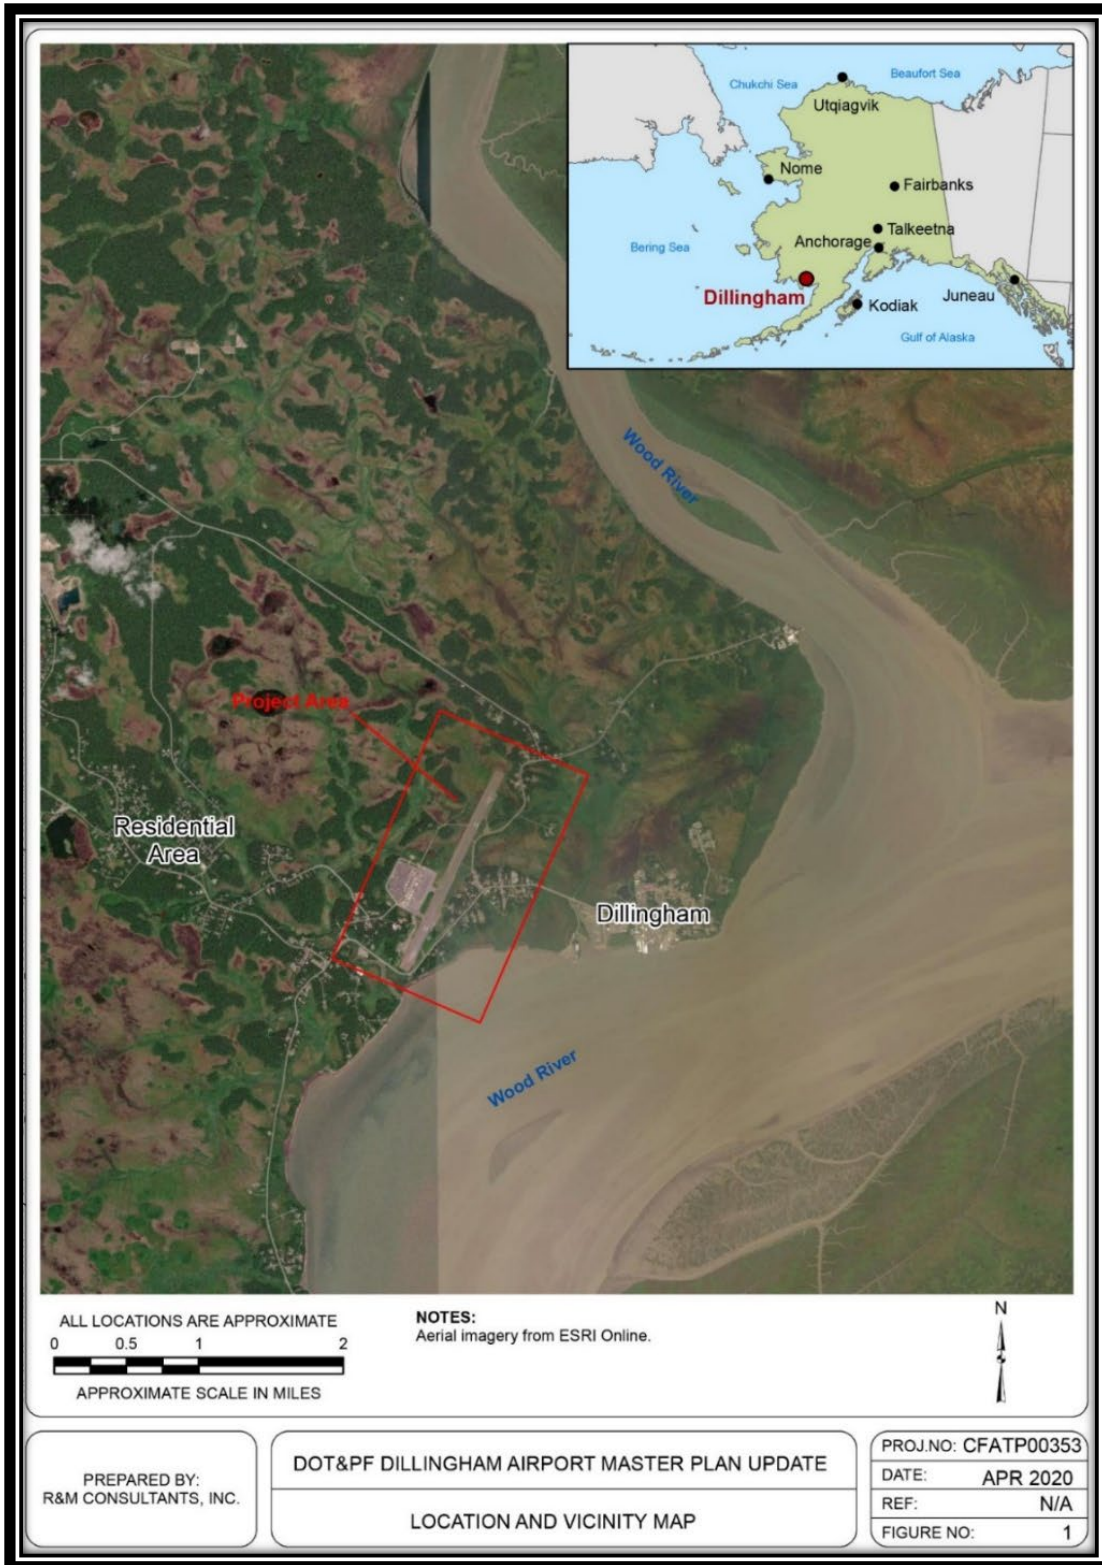 Chukchi Sea
Beaufort Sea
Utqiagvik
Nome
Fairbanks
Talkeetna
Anchorage
Bering Sea
Dillingham
Juneau
Kodiak
Gulf of Alaska
Wood River
Project Area
Residential
Area
Dillingham
Wood River
ALL LOCATIONS ARE APPROXIMATE
0 0.5 1 2
APPROXIMATE SCALE IN MILES
NOTES:
Aerial imagery from ESRI Online.
N
PREPARED BY:
R&M CONSULTANTS, INC.
DOT&PF DILLINGHAM AIRPORT MASTER PLAN UPDATE
LOCATION AND VICINITY MAP
PROJ.NO: CFATP00353
DATE: APR 2020
REF: N/A
FIGURE NO: 1